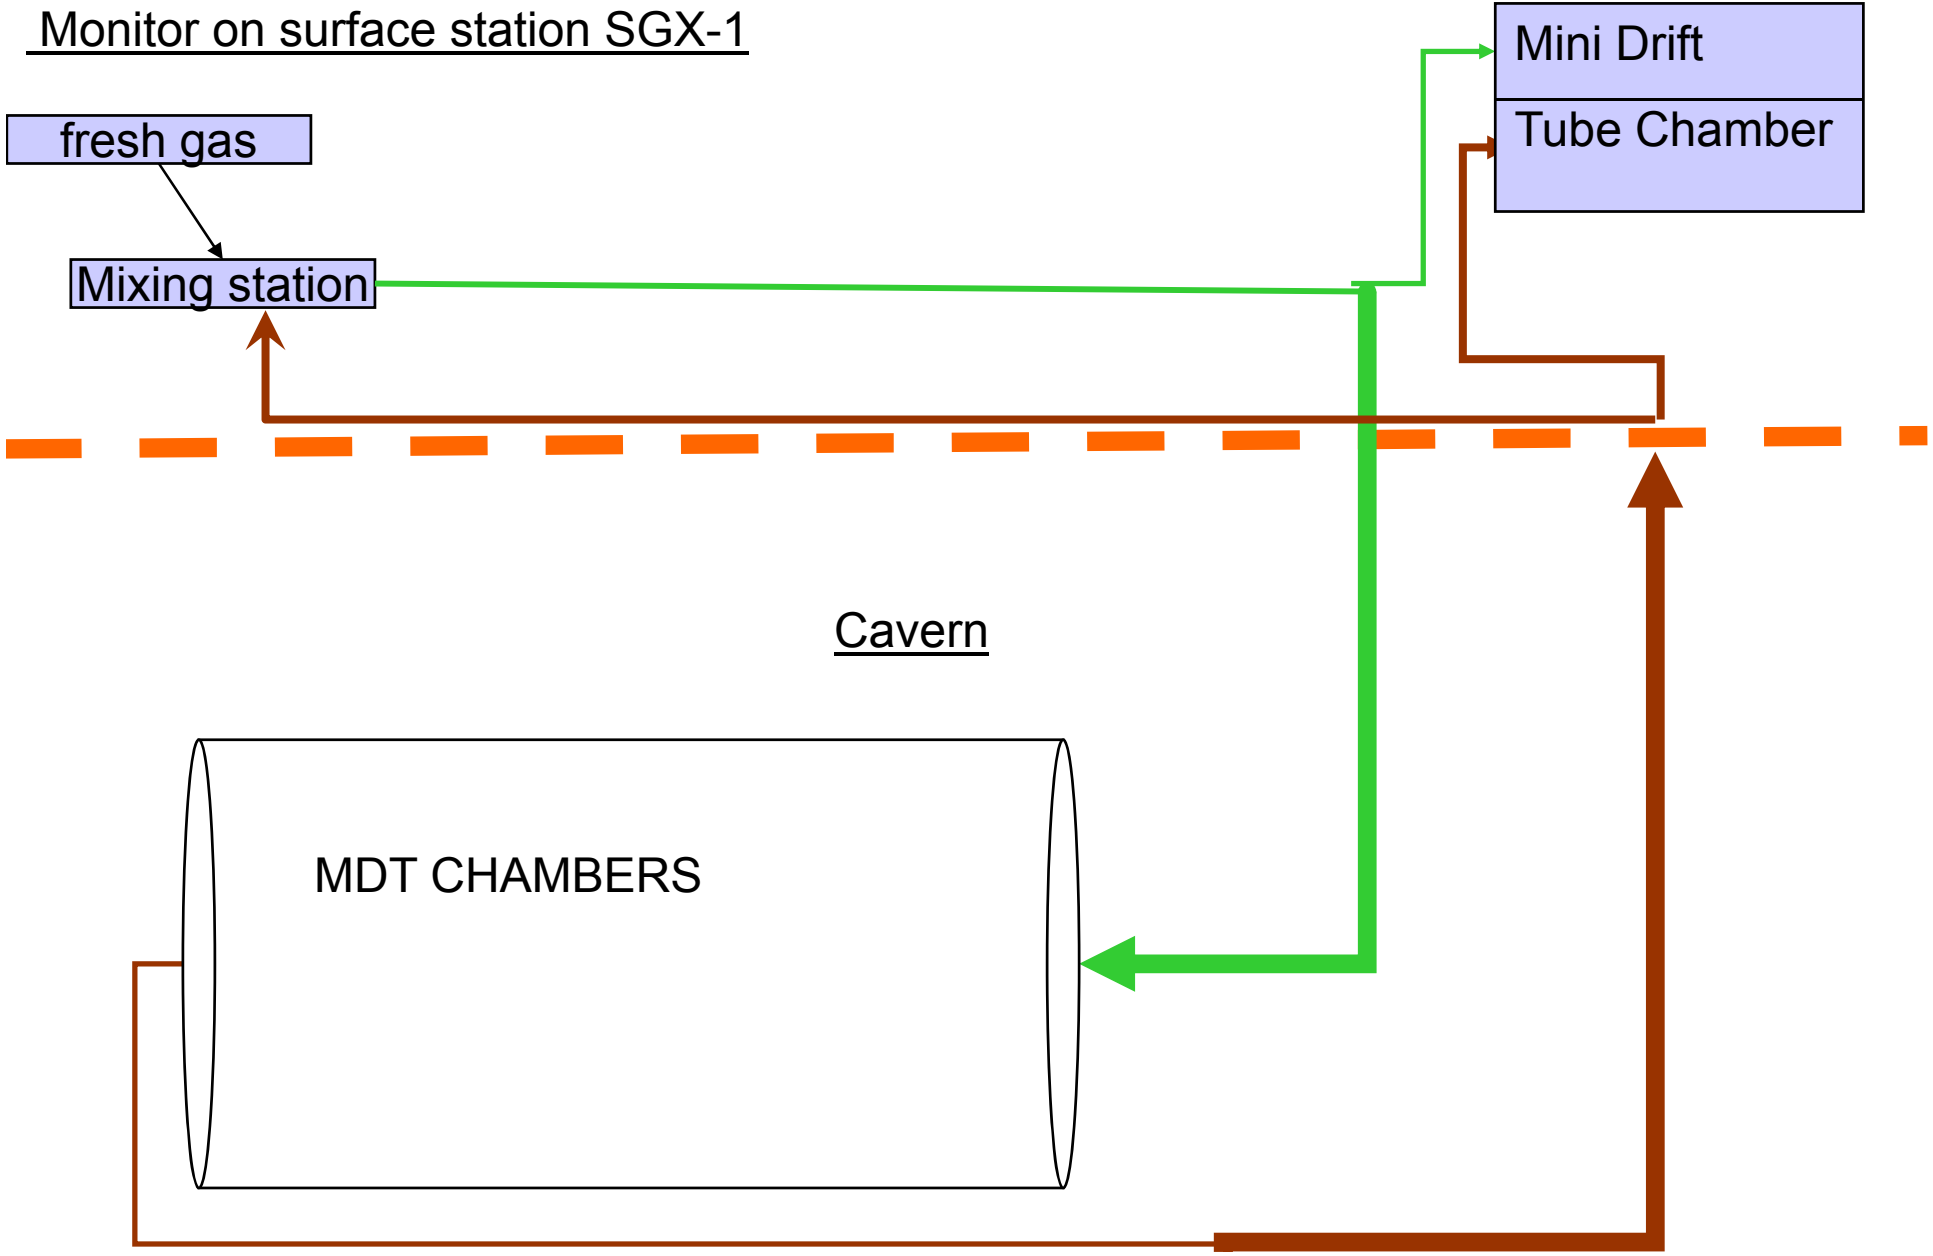 Monitor on surface station SGX-1
Mini Drift
Tube Chamber
fresh gas
Mixing station
Cavern
MDT CHAMBERS